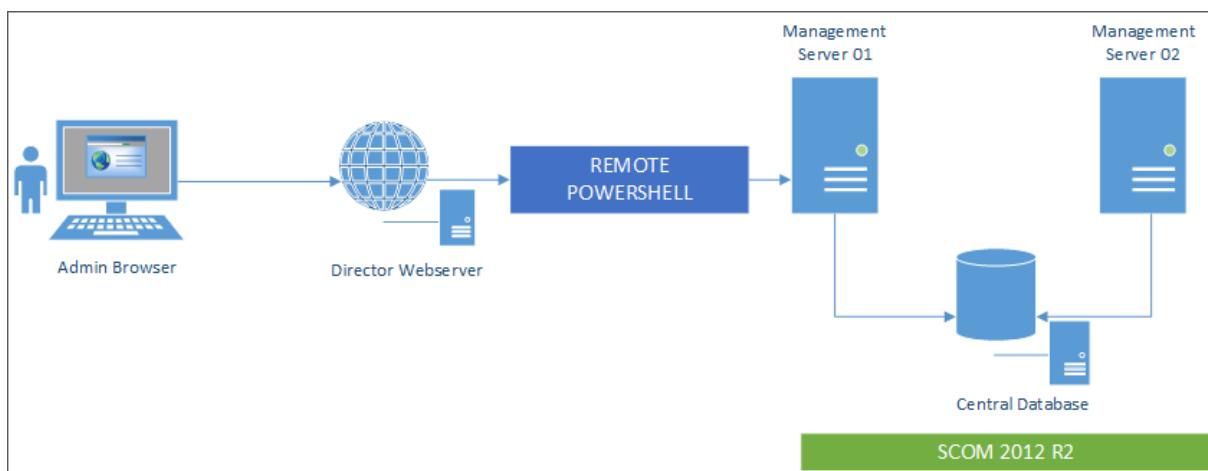 Management
Server 01
Management
Server 02
REMOTE
POWERSHELL
Admin Browser
Director Webserver
Central Database
SCOM 2012 R2